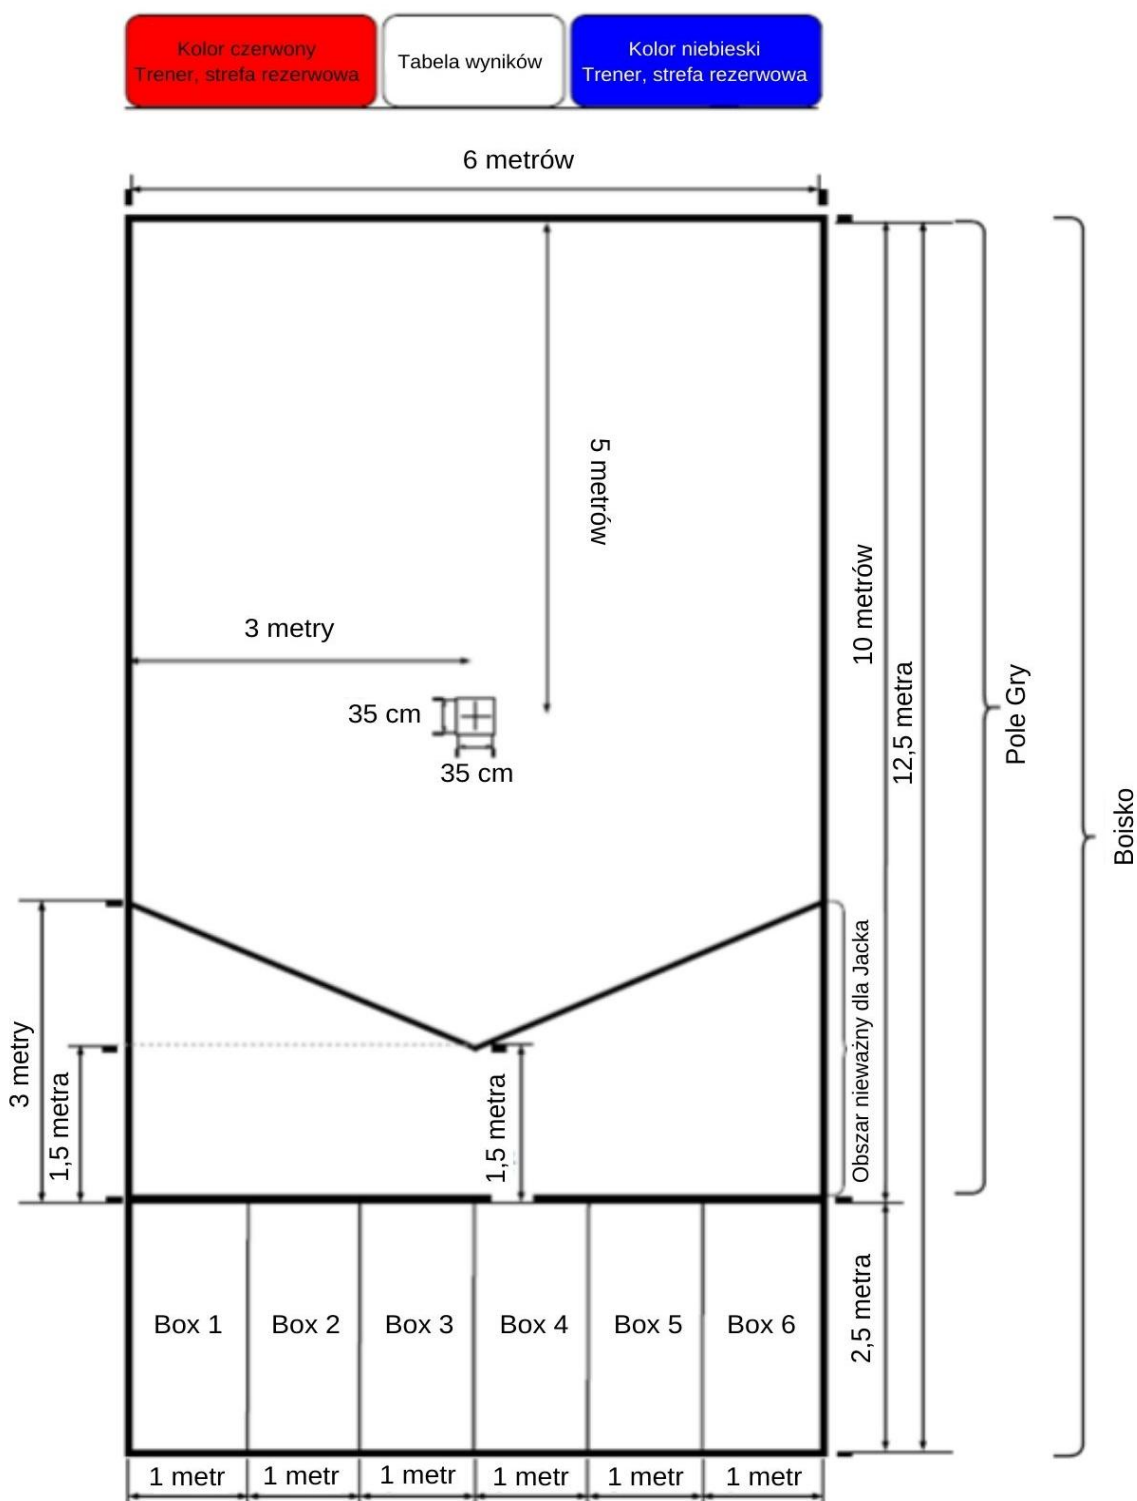 Kolor czerwony
Trener, strefa rezerwowa
Tabela wyników
Kolor niebieski
Trener, strefa rezerwowa
6 metrów
5 metrów
3 metry
35 cm
35 cm
10 metrów
12,5 metra
Pole Gry
Boisko
Obszar nieważny dla Jacka
3 metry
1,5 metra
1,5 metra
2,5 metra
Box 1
Box 2
Box 3
Box 4
Box 5
Box 6
1 metr
1 metr
1 metr
1 metr
1 metr
1 metr